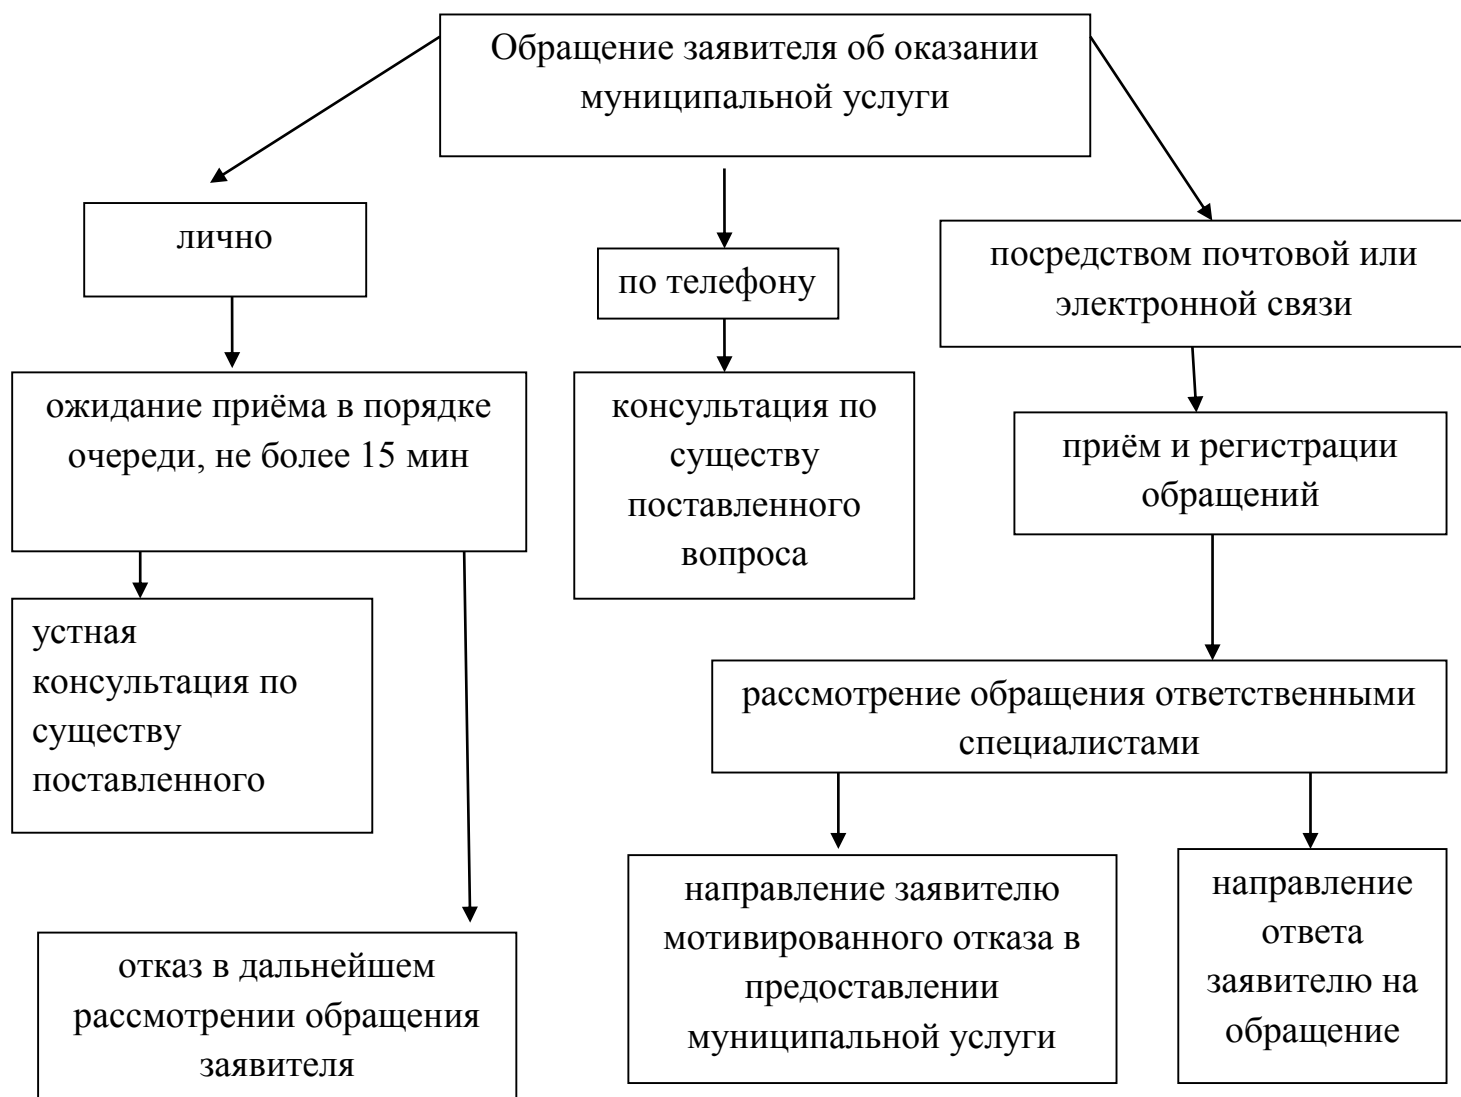 Обращение заявителя об оказании
муниципальной услуги
лично
по телефону
посредством почтовой или
электронной связи
ожидание приёма в порядке
очереди, не более 15 мин
консультация по
существу
поставленного
вопроса
приём и регистрации
обращений
устная
консультация по
существу
поставленного
рассмотрение обращения ответственными
специалистами
отказ в дальнейшем
рассмотрении обращения
заявителя
направление заявителю
мотивированного отказа в
предоставлении
муниципальной услуги
направление
ответа
заявителю на
обращение